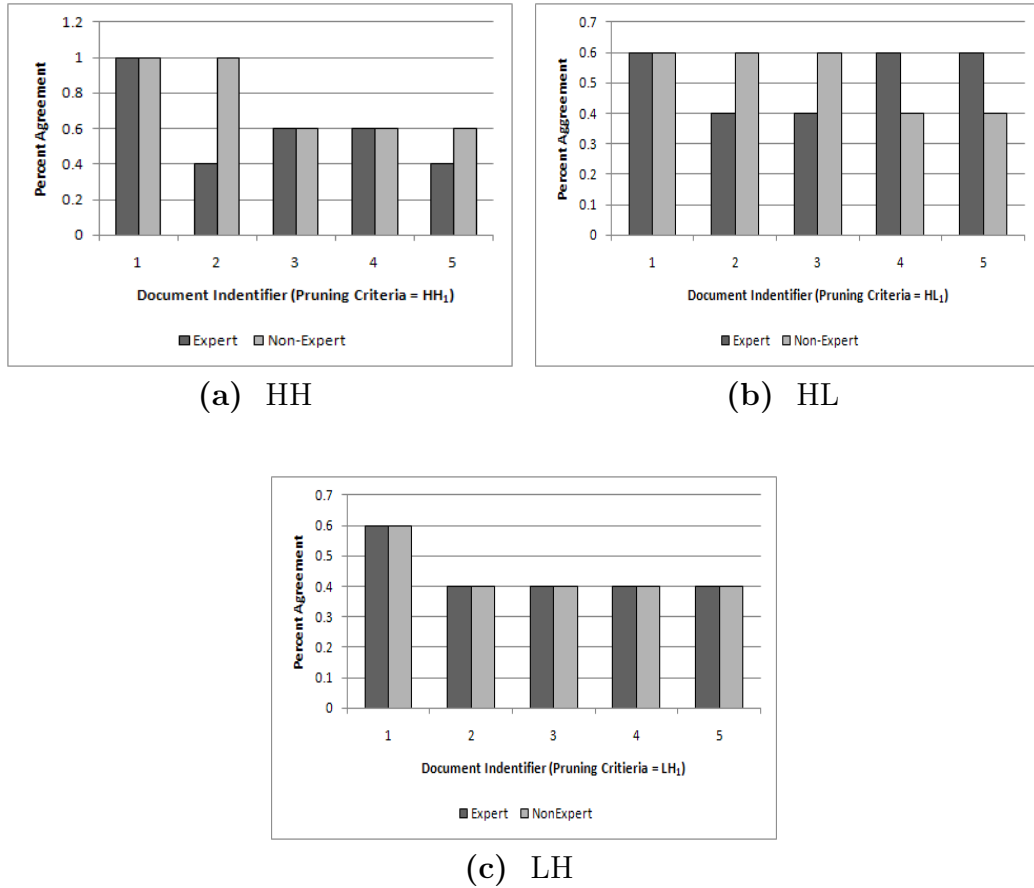 1.2
1
0.8
0.6
0.4
0.2
0
Percent Agreement
1 2 3 4 5
Document Indentifier (Pruning Criteria = HH₁)
Expert Non-Expert
(a) HH
0.7
0.6
0.5
0.4
0.3
0.2
0.1
0
Percent Aggreement
1 2 3 4 5
Document Indentifier (Pruning Criteria = HL₁)
Expert Non-Expert
(b) HL
0.7
0.6
0.5
0.4
0.3
0.2
0.1
0
Percent Agreement
1 2 3 4 5
Document Indentifier (Pruning Critieria = LH₁)
Expert NonExpert
(c) LH